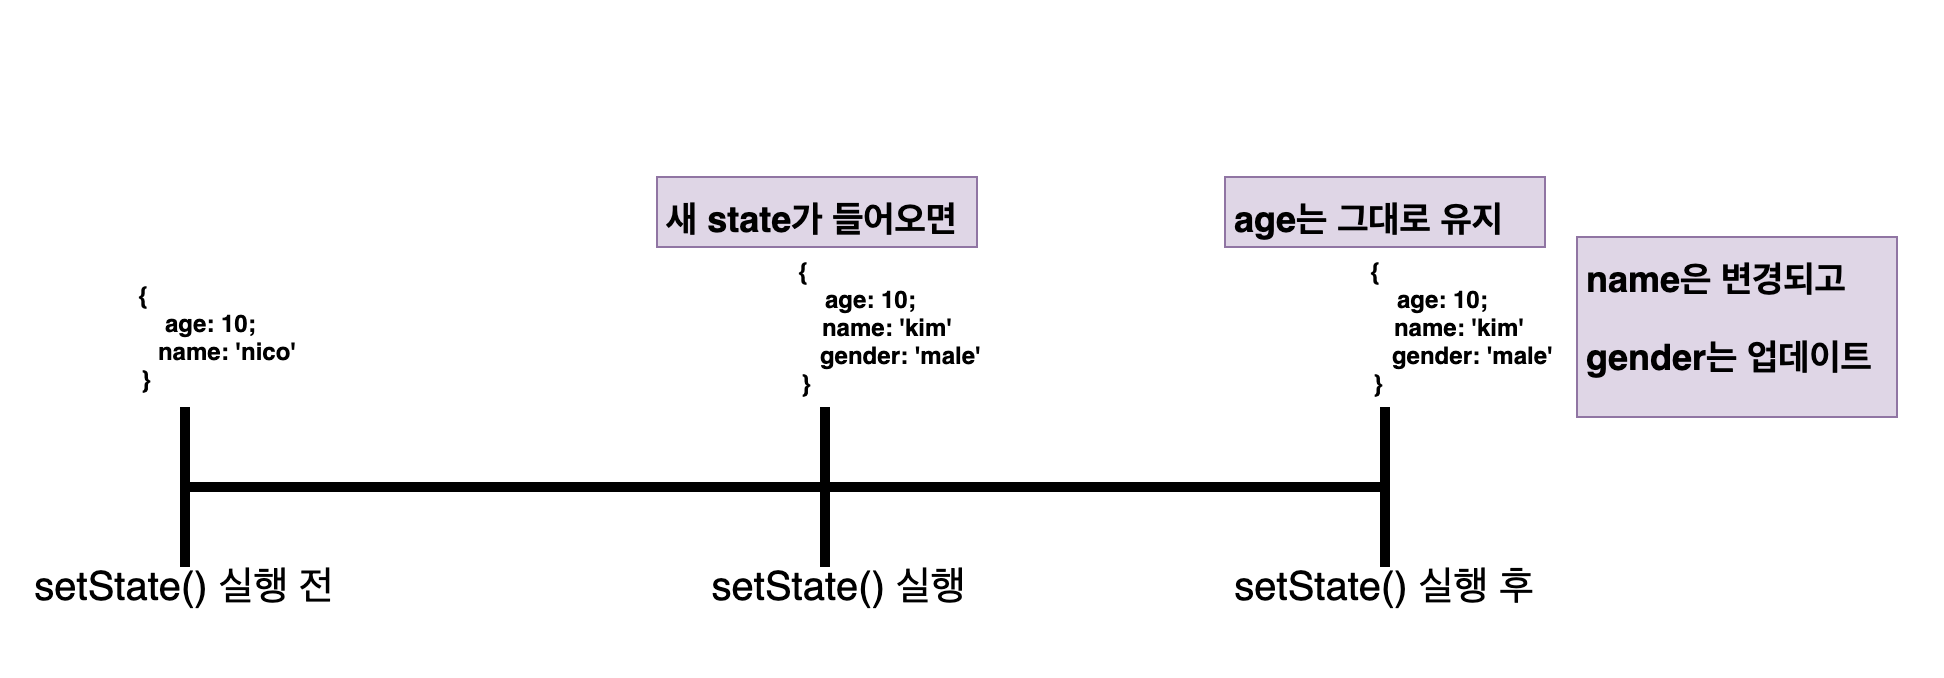 새 state가 들어오면
age는 그대로 유지
name은 변경되고
gender는 업데이트
{
age: 10;
name: 'nico'
}
{
age: 10;
name: 'kim'
gender: 'male'
}
{
age: 10;
name: 'kim'
gender: 'male'
}
setState() 실행 전
setState() 실행
setState() 실행 후